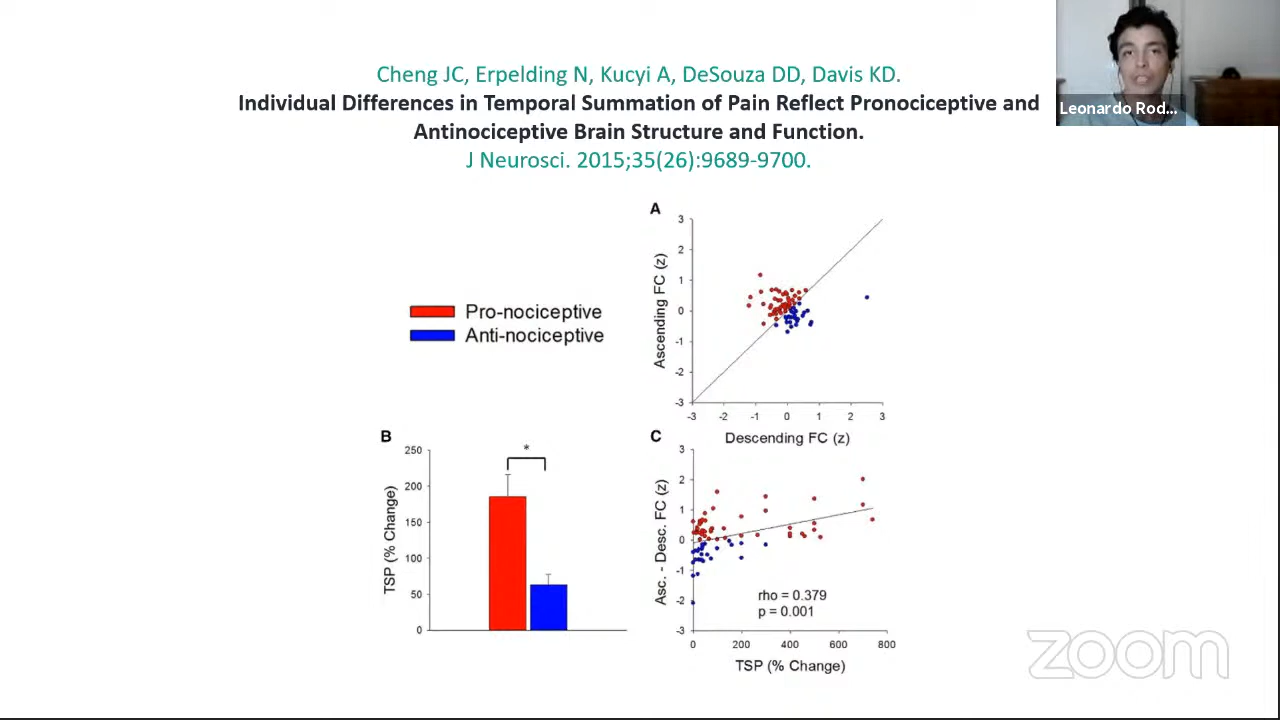 Cheng JC, Erpelding N, Kucyi A, DeSouza DD, Davis KD.
Individual Differences in Temporal Summation of Pain Reflect Pronociceptive and
Antinociceptive Brain Structure and Function.
J Neurosci. 2015;35(26):9689-9700.
Leonardo Rod...
A
3
2
1
0
-1
-2
-3
Ascending FC (z)
-3 -2 -1 0 1 2 3
Descending FC (z)
Pro-nociceptive
Anti-nociceptive
B
250
200
150
100
50
0
TSP (% Change)
*
C
3
2
1
0
-1
-2
-3
Asc. - Desc. FC (z)
rho = 0.379
p = 0.001
0 200 400 600 800
TSP (% Change)
zoom